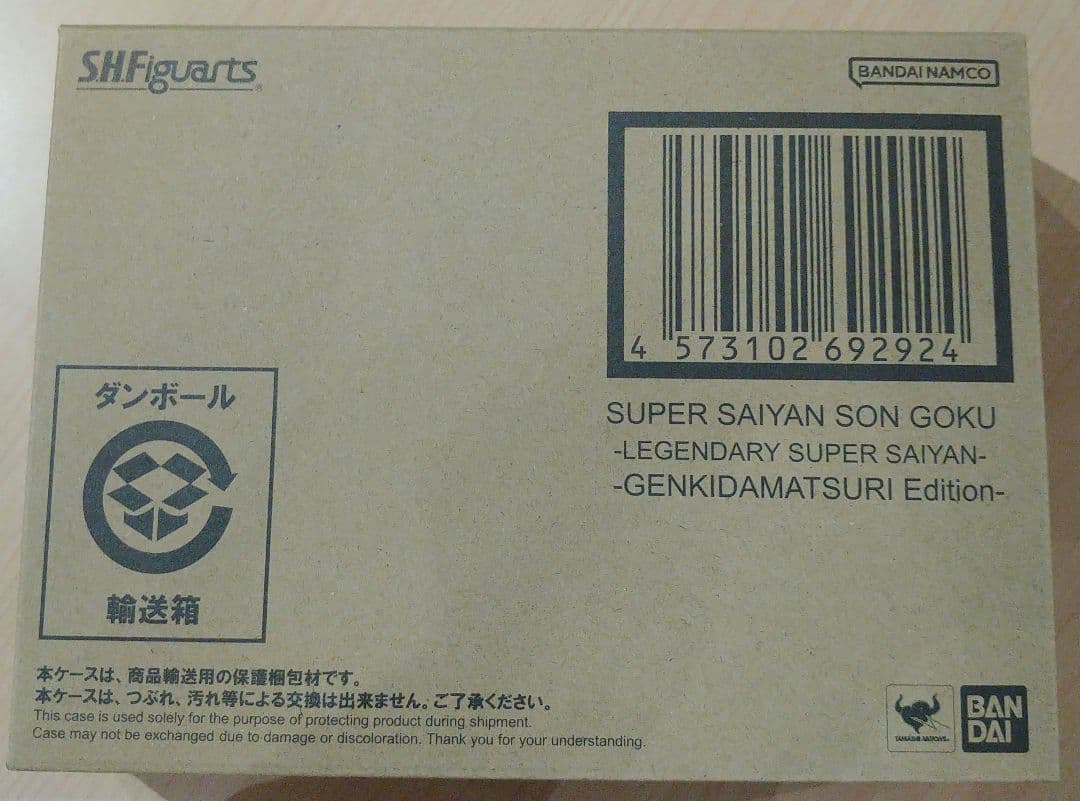 S.H.Figuarts
BANDAI NAMCO
4 573102 692924
SUPER SAIYAN SON GOKU
-LEGENDARY SUPER SAIYAN-
-GENKIDAMATSURI Edition-
ダンボール
輸送箱
本ケースは、商品輸送用の保護梱包材です。
本ケースは、つぶれ、汚れ等による交換は出来ません。ご了承ください。
This case is used solely for the purpose of protecting product during shipment.
Case may not be exchanged due to damage or discoloration. Thank you for your understanding.
TAMASHII NATIONS
BAN
DAI